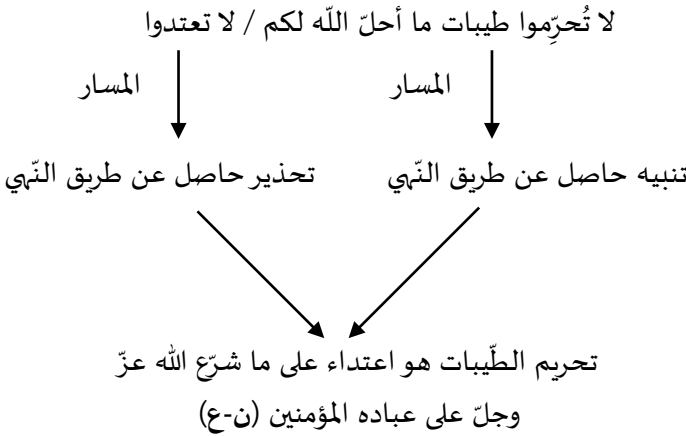 لا تُحرِّموا طيبات ما أحلّ اللّه لكم / لا تعتدوا
المسار المسار
تنبيه حاصل عن طريق النّهي تحذير حاصل عن طريق النّهي
تحريم الطّيبات هو اعتداء على ما شرّع الله عزّ
وجلّ على عباده المؤمنين (ن-ع)